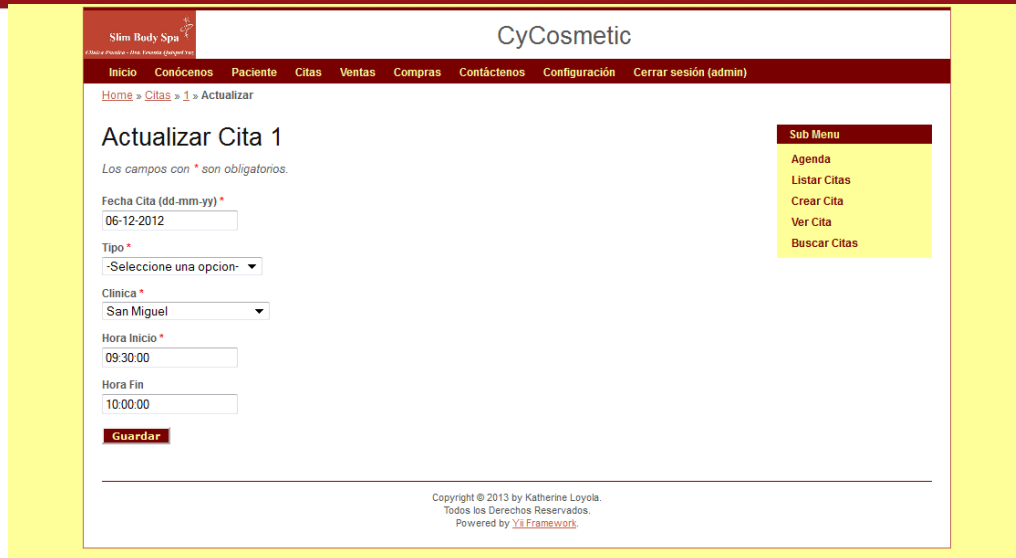 Slim Body Spa
CyCosmetic
Inicio Conócenos Paciente Citas Ventas Compras Contáctenos Configuración Cerrar sesión (admin)
Home » Citas » 1 » Actualizar
Actualizar Cita 1
Los campos con * son obligatorios.
Fecha Cita (dd-mm-yy) *
06-12-2012
Tipo *
-Seleccione una opcion-
Clinica *
San Miguel
Hora Inicio *
09:30:00
Hora Fin
10:00:00
Guardar
Sub Menu
Agenda
Listar Citas
Crear Cita
Ver Cita
Buscar Citas
Copyright © 2013 by Katherine Loyola.
Todos los Derechos Reservados.
Powered by Yii Framework.